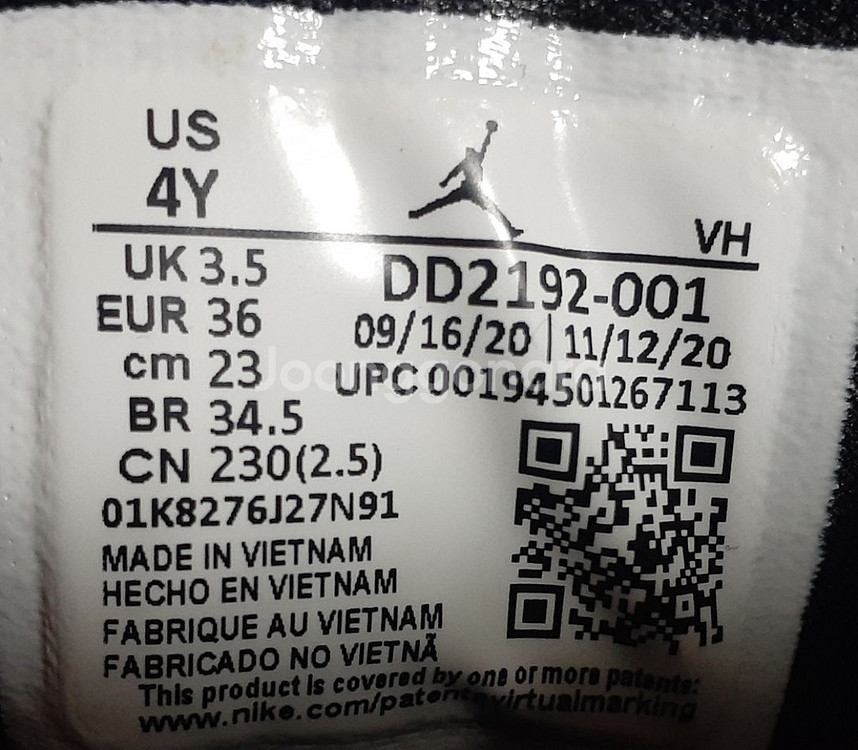 US
4Y
VH
UK 3.5
EUR 36
cm 23
BR 34.5
CN 230(2.5)
01K8276J27N91
DD2192-001
09/16/20 | 11/12/20
UPC 00194501267113
MADE IN VIETNAM
HECHO EN VIETNAM
FABRIQUE AU VIETNAM
FABRICADO NO VIETNÃ
This product is covered by one or more patents:
www.nike.com/patentsvirtualmarking